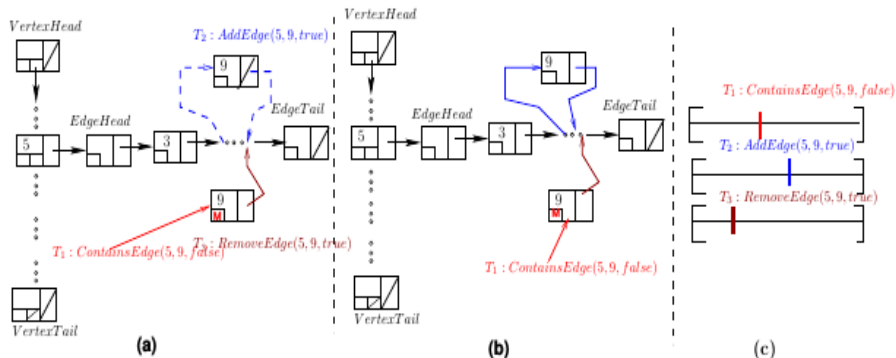 VertexHead
T₂ : AddEdge(5, 9, true)
9
EdgeTail
EdgeHead
5
3
9
M
T₃ : RemoveEdge(5, 9, true)
T₁ : ContainsEdge(5, 9, false)
VertexTail
(a)
VertexHead
9
EdgeTail
EdgeHead
5
3
9
M
T₁ : ContainsEdge(5, 9, false)
VertexTail
(b)
T₁ : ContainsEdge(5, 9, false)
T₂ : AddEdge(5, 9, true)
T₃ : RemoveEdge(5, 9, true)
(c)